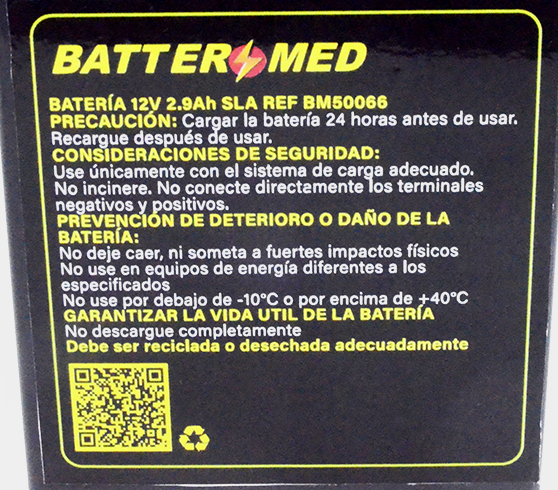 BATTERMED
BATERÍA 12V 2.9Ah SLA REF BM50066
PRECAUCIÓN: Cargar la batería 24 horas antes de usar.
Recargue después de usar.
CONSIDERACIONES DE SEGURIDAD:
Use únicamente con el sistema de carga adecuado.
No incinere. No conecte directamente los terminales
negativos y positivos.
PREVENCIÓN DE DETERIORO O DAÑO DE LA
BATERÍA:
No deje caer, ni someta a fuertes impactos físicos
No use en equipos de energía diferentes a los
especificados
No use por debajo de -10°C o por encima de +40°C
GARANTIZAR LA VIDA UTIL DE LA BATERÍA
No descargue completamente
Debe ser reciclada o desechada adecuadamente